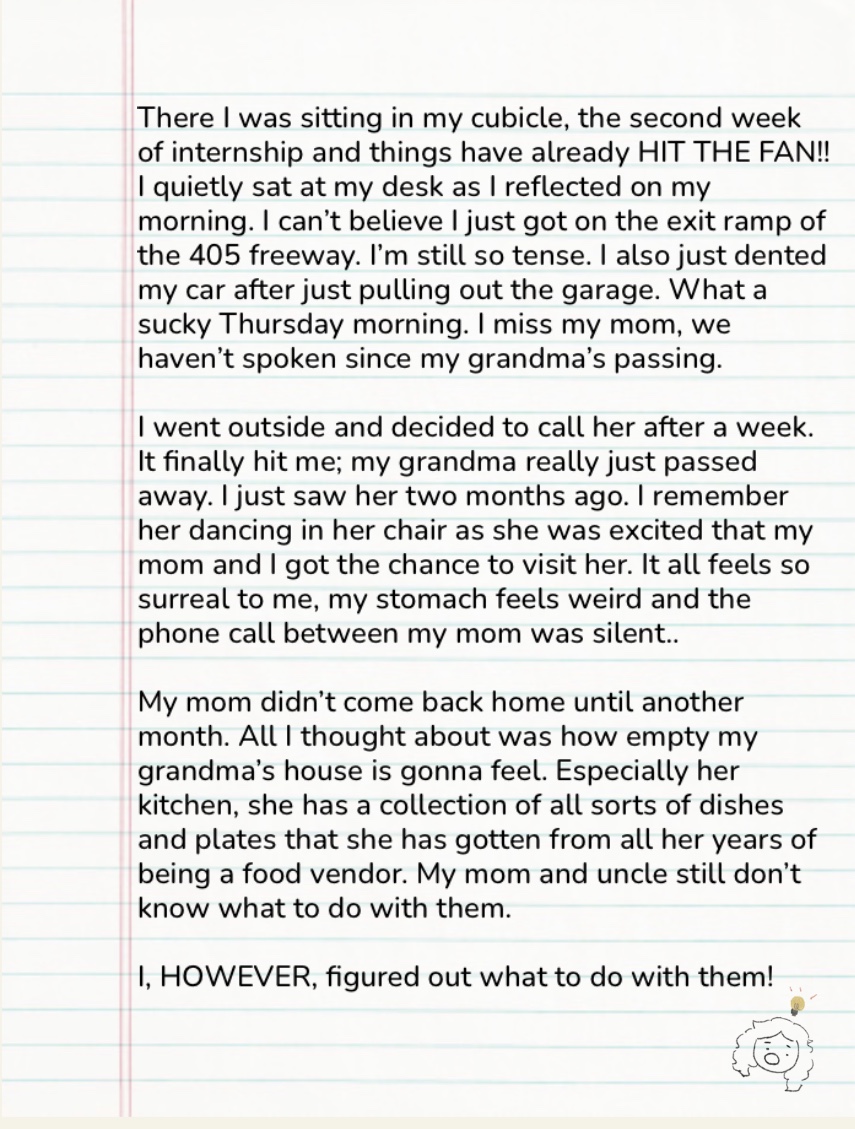 There I was sitting in my cubicle, the second week
of internship and things have already HIT THE FAN!!
I quietly sat at my desk as I reflected on my
morning. I can’t believe I just got on the exit ramp of
the 405 freeway. I’m still so tense. I also just dented
my car after just pulling out the garage. What a
sucky Thursday morning. I miss my mom, we
haven’t spoken since my grandma’s passing.
I went outside and decided to call her after a week.
It finally hit me; my grandma really just passed
away. I just saw her two months ago. I remember
her dancing in her chair as she was excited that my
mom and I got the chance to visit her. It all feels so
surreal to me, my stomach feels weird and the
phone call between my mom was silent..
My mom didn’t come back home until another
month. All I thought about was how empty my
grandma’s house is gonna feel. Especially her
kitchen, she has a collection of all sorts of dishes
and plates that she has gotten from all her years of
being a food vendor. My mom and uncle still don’t
know what to do with them.
I, HOWEVER, figured out what to do with them!